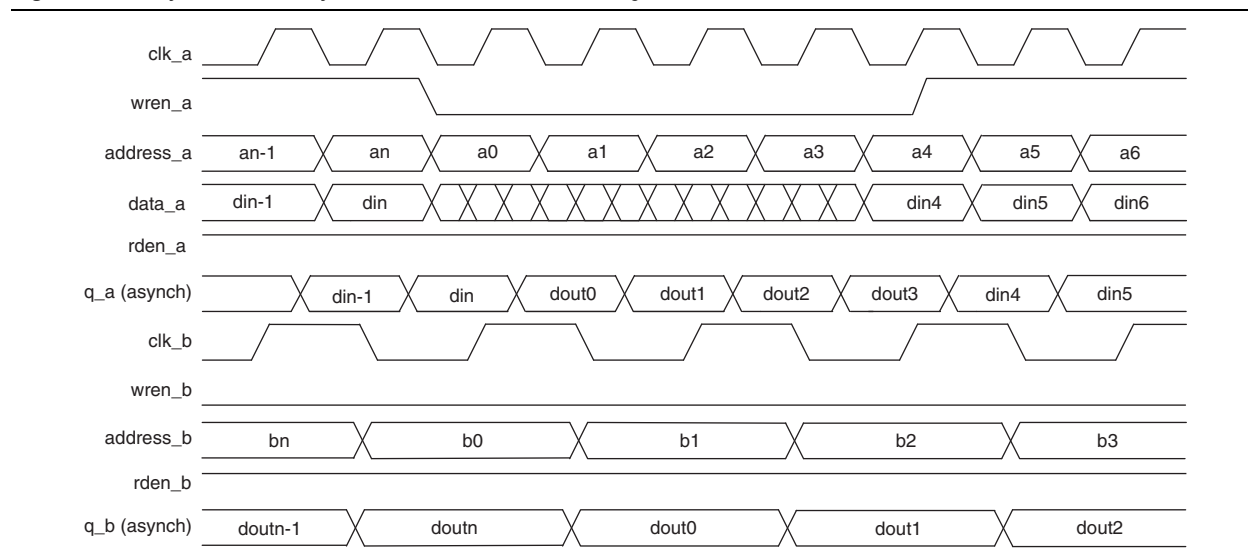 clk_a
wren_a
address_a an-1 an a0 a1 a2 a3 a4 a5 a6
data_a din-1 din din4 din5 din6
rden_a
q_a (asynch) din-1 din dout0 dout1 dout2 dout3 din4 din5
clk_b
wren_b
address_b bn b0 b1 b2 b3
rden_b
q_b (asynch) doutn-1 doutn dout0 dout1 dout2